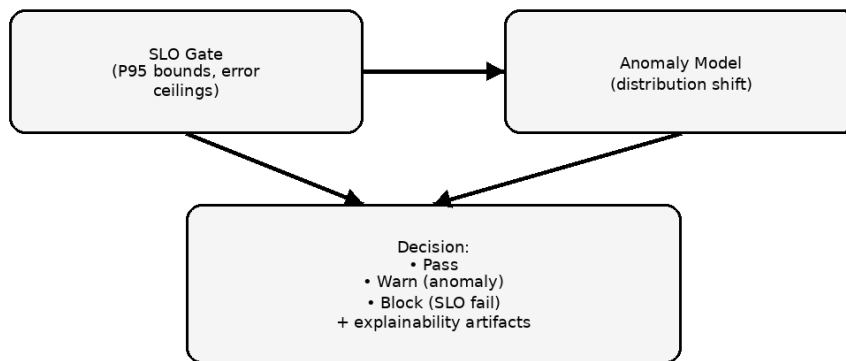 SLO Gate
(P95 bounds, error
ceilings)
Anomaly Model
(distribution shift)
Decision:
• Pass
• Warn (anomaly)
• Block (SLO fail)
+ explainability artifacts